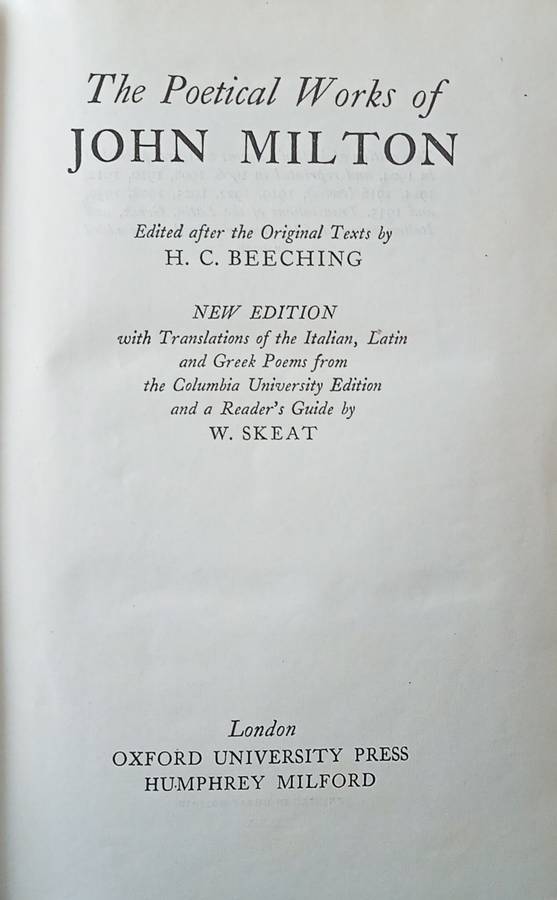 The Poetical Works of
JOHN MILTON
Edited after the Original Texts by
H. C. BEECHING
NEW EDITION
with Translations of the Italian, Latin
and Greek Poems from
the Columbia University Edition
and a Reader's Guide by
W. SKEAT
London
OXFORD UNIVERSITY PRESS
HUMPHREY MILFORD